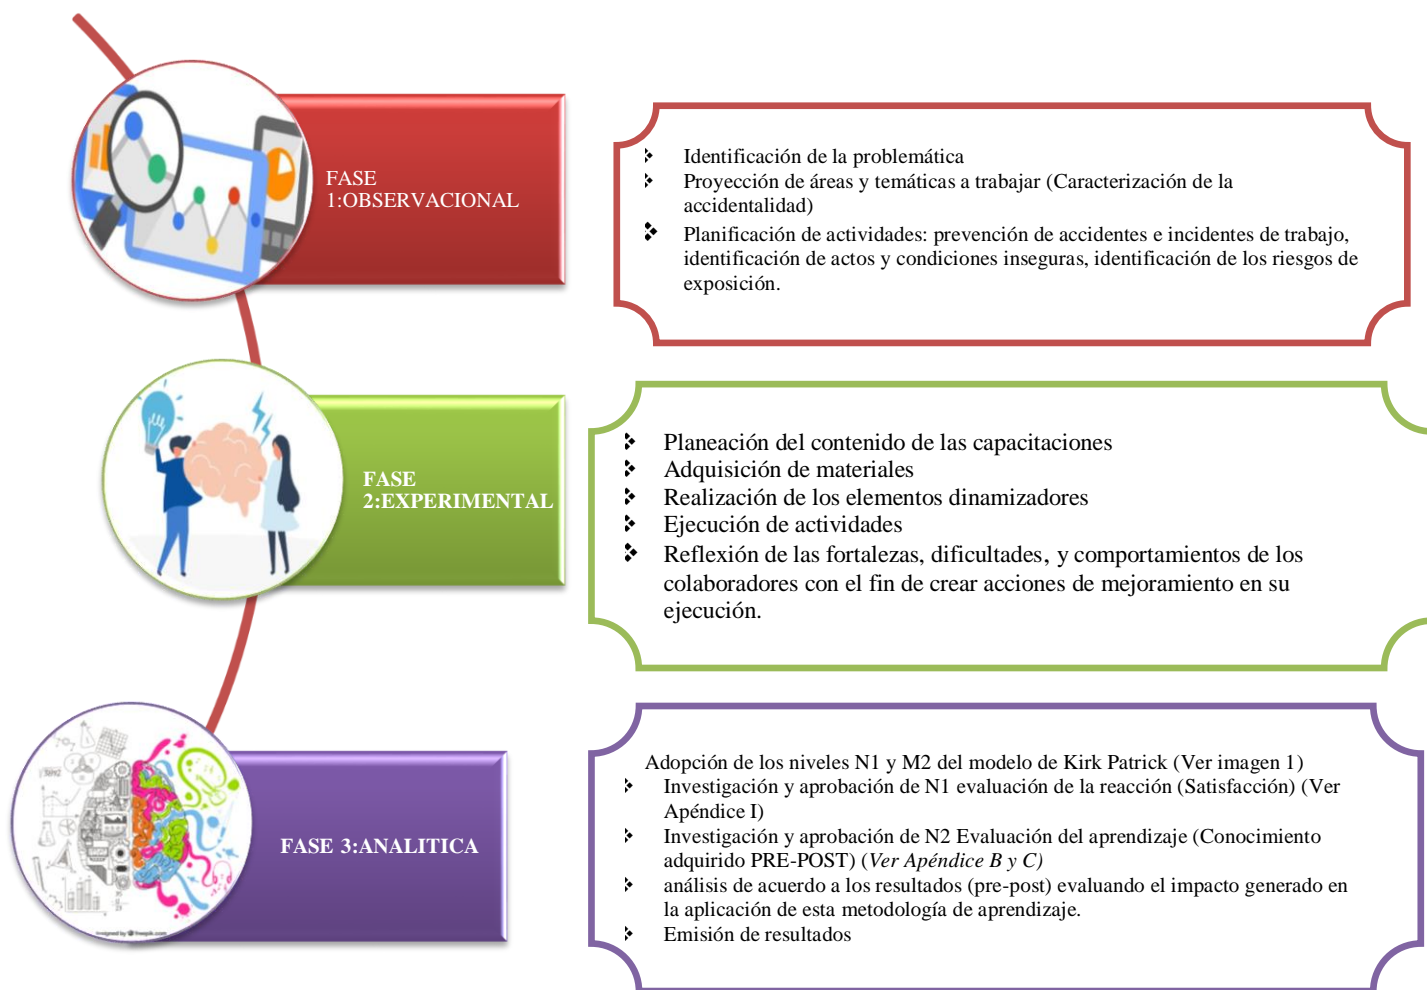 FASE
1:OBSERVACIONAL
❖ Identificación de la problemática
❖ Proyección de áreas y temáticas a trabajar (Caracterización de la
accidentalidad)
❖ Planificación de actividades: prevención de accidentes e incidentes de trabajo,
identificación de actos y condiciones inseguras, identificación de los riesgos de
exposición.
FASE
2:EXPERIMENTAL
❖ Planeación del contenido de las capacitaciones
❖ Adquisición de materiales
❖ Realización de los elementos dinamizadores
❖ Ejecución de actividades
❖ Reflexión de las fortalezas, dificultades, y comportamientos de los
colaboradores con el fin de crear acciones de mejoramiento en su
ejecución.
FASE 3:ANALITICA
designed by freepik.com
Adopción de los niveles N1 y M2 del modelo de Kirk Patrick (Ver imagen 1)
❖ Investigación y aprobación de N1 evaluación de la reacción (Satisfacción) (Ver
Apéndice I)
❖ Investigación y aprobación de N2 Evaluación del aprendizaje (Conocimiento
adquirido PRE-POST) (Ver Apéndice B y C)
❖ análisis de acuerdo a los resultados (pre-post) evaluando el impacto generado en
la aplicación de esta metodología de aprendizaje.
❖ Emisión de resultados